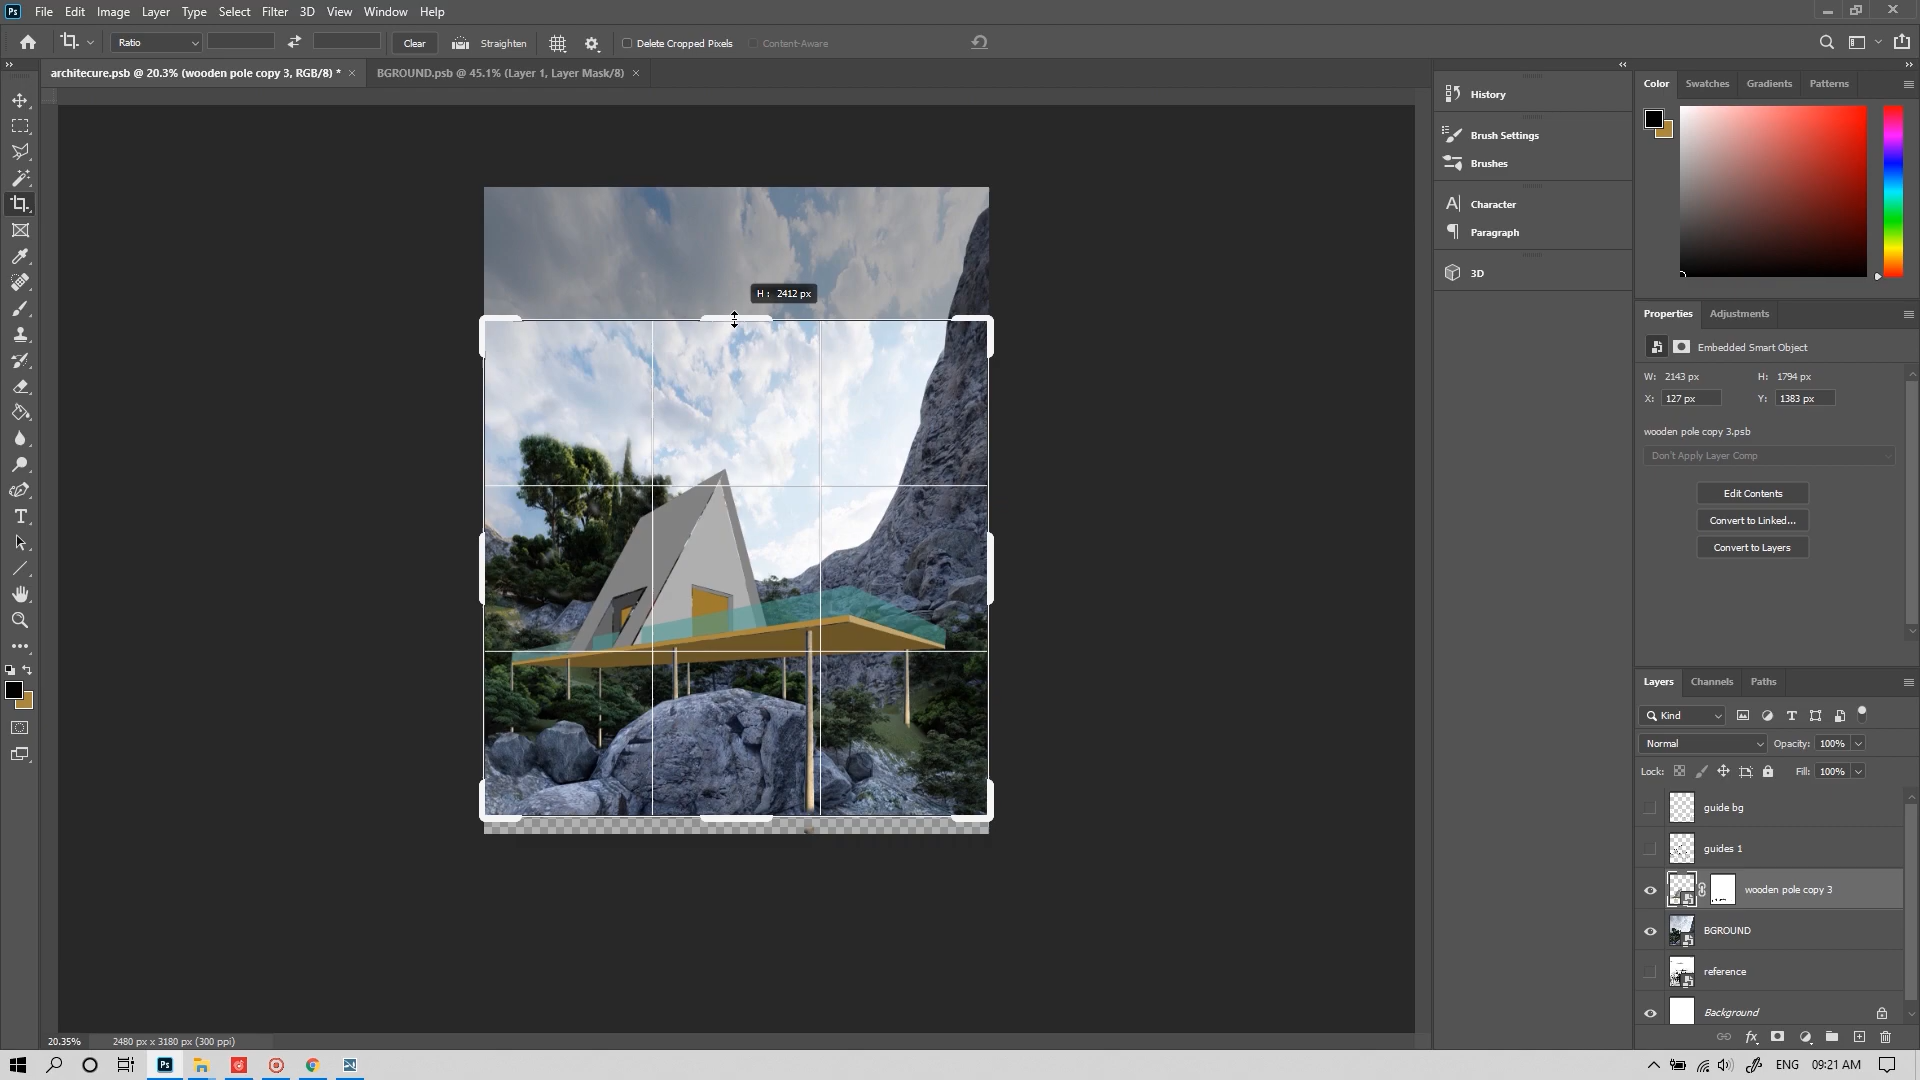 Ps File Edit Image Layer Type Select Filter 3D View Window Help
Ratio Clear Straighten Delete Cropped Pixels Content-Aware
architecure.psb @ 20.3% (wooden pole copy 3, RGB/8) * × BGROUND.psb @ 45.1% (Layer 1, Layer Mask/8) ×
History
Brush Settings
Brushes
Character
Paragraph
3D
Color Swatches Gradients Patterns
H : 2412 px
Properties Adjustments
Embedded Smart Object
W: 2143 px H: 1794 px
X: 127 px Y: 1383 px
wooden pole copy 3.psb
Don't Apply Layer Comp
Edit Contents
Convert to Linked...
Convert to Layers
Layers Channels Paths
Kind
Normal Opacity: 100%
Lock: Fill: 100%
guide bg
guides 1
wooden pole copy 3
BGROUND
reference
Background
20.35% 2480 px x 3180 px (300 ppi)
Ps ENG 09:21 AM